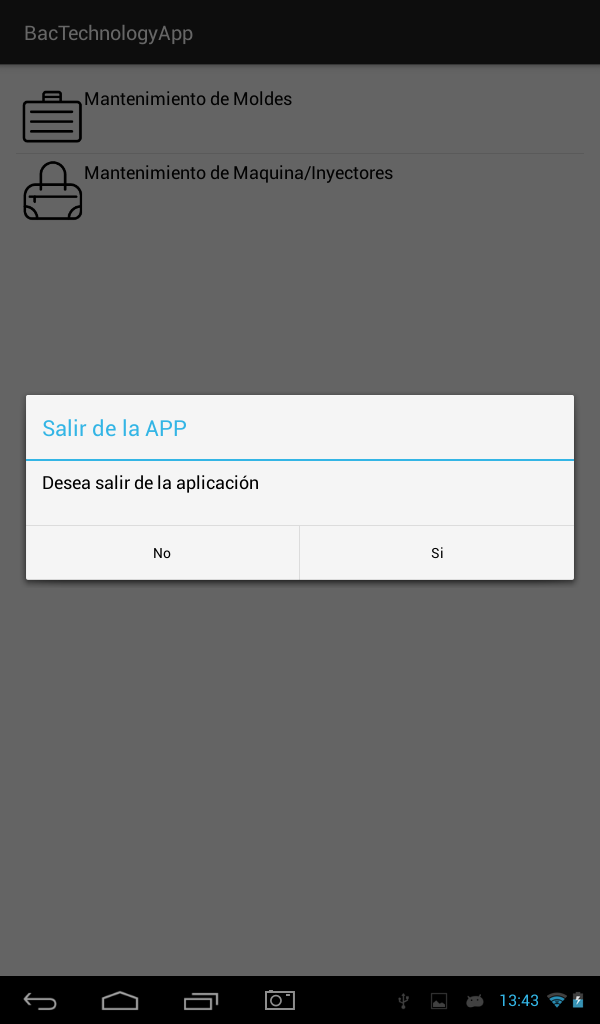 BacTechnologyApp
Mantenimiento de Moldes
Mantenimiento de Maquina/Inyectores
Salir de la APP
Desea salir de la aplicación
No
Si
13:43